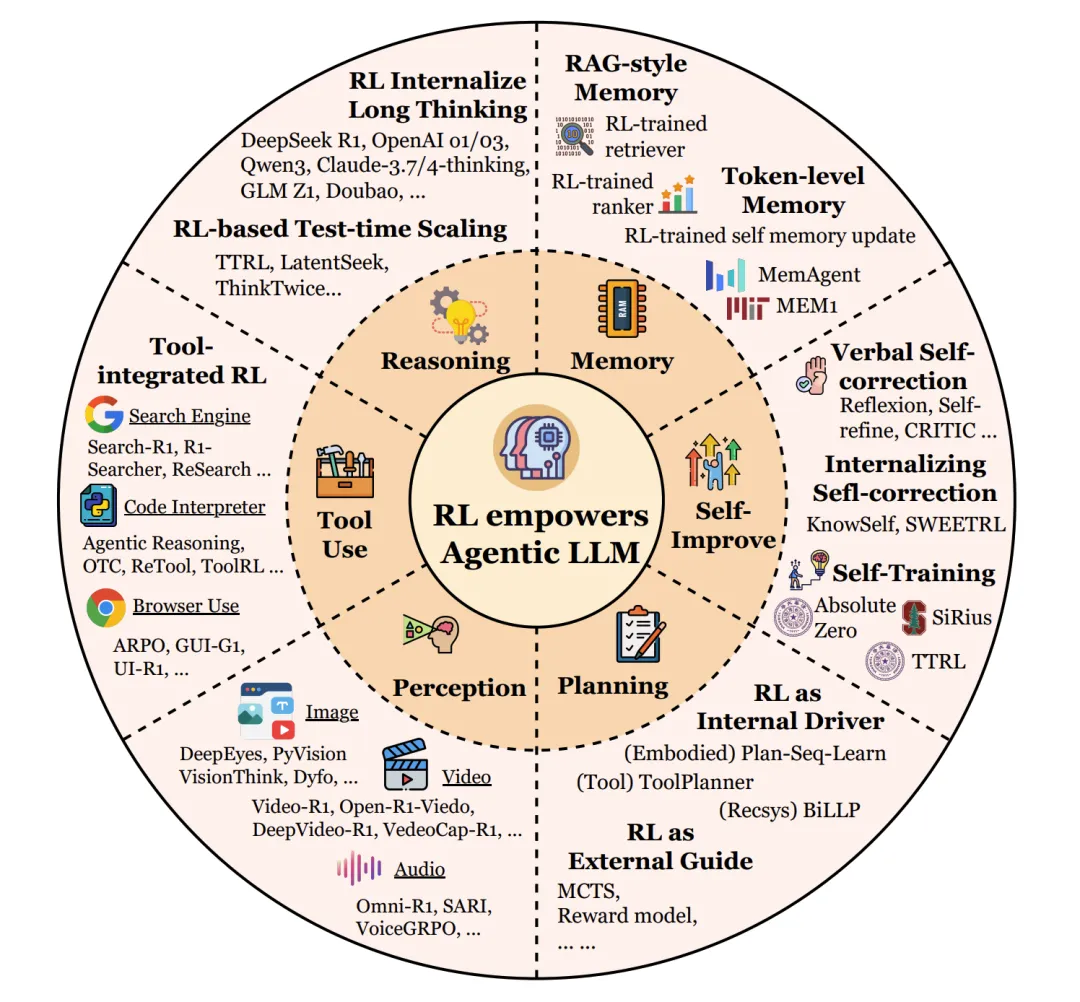 RL Internalize
Long Thinking
DeepSeek R1, OpenAI o1/o3,
Qwen3, Claude-3.7/4-thinking,
GLM Z1, Doubao, ...
RL-based Test-time Scaling
TTRL, LatentSeek,
ThinkTwice...
Reasoning
RAG-style
Memory
RL-trained
retriever
RL-trained
ranker
Token-level
Memory
RL-trained self memory update
MemAgent
MIT
MEM1
RAM
Memory
Verbal Self-
correction
Reflexion, Self-
refine, CRITIC ...
Internalizing
Sefl-correction
KnowSelf, SWEETRL
Self-Training
Absolute
Zero
SiRius
TTRL
Self-
Improve
RL empowers
Agentic LLM
Tool-
integrated RL
Search Engine
Search-R1, R1-
Searcher, ReSearch ...
Code Interpreter
Agentic Reasoning,
OTC, ReTool, ToolRL ...
Browser Use
ARPO, GUI-G1,
UI-R1, ...
Tool
Use
Perception
Image
DeepEyes, PyVision
VisionThink, Dyfo, ...
Video
Video-R1, Open-R1-Viedo,
DeepVideo-R1, VedeoCap-R1, ...
Audio
Omni-R1, SARI,
VoiceGRPO, ...
Planning
RL as
Internal Driver
(Embodied) Plan-Seq-Learn
(Tool) ToolPlanner
(Recsys) BiLLP
RL as
External Guide
MCTS,
Reward model,
... ...